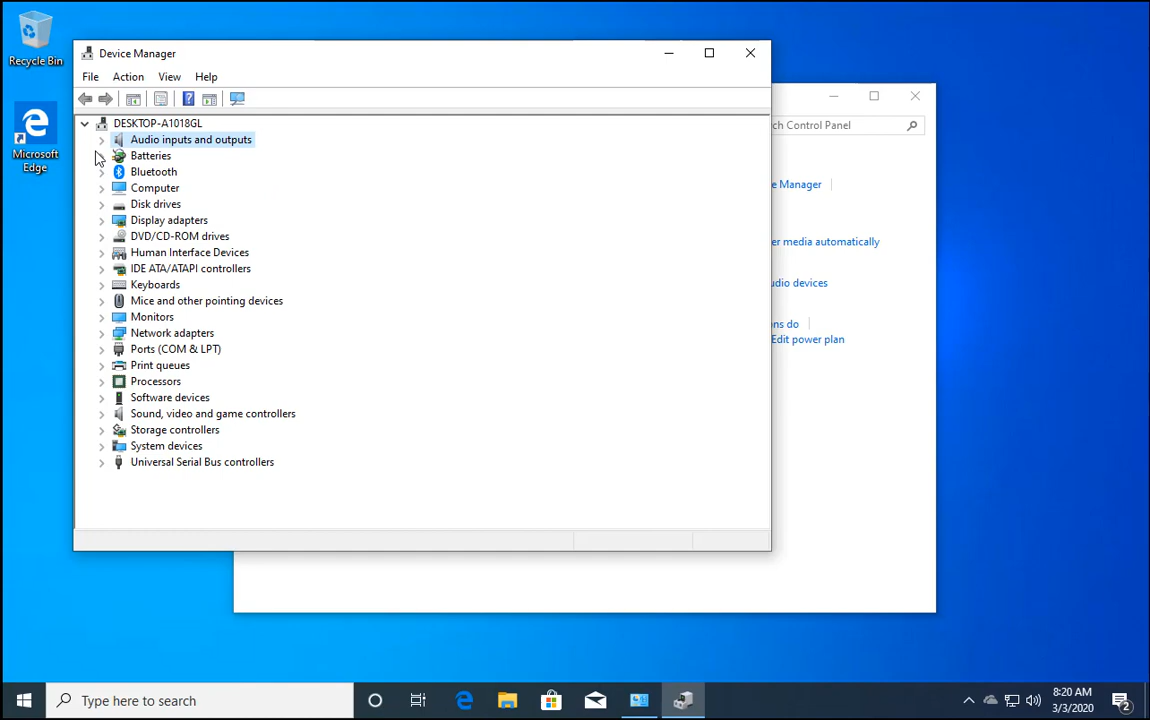 Recycle Bin
Microsoft
Edge
Device Manager
File Action View Help
DESKTOP-A1018GL
Audio inputs and outputs
Batteries
Bluetooth
Computer
Disk drives
Display adapters
DVD/CD-ROM drives
Human Interface Devices
IDE ATA/ATAPI controllers
Keyboards
Mice and other pointing devices
Monitors
Network adapters
Ports (COM & LPT)
Print queues
Processors
Software devices
Sound, video and game controllers
Storage controllers
System devices
Universal Serial Bus controllers
Control Panel
Manager
media automatically
devices
do
Edit power plan
Type here to search
8:20 AM
3/3/2020
2